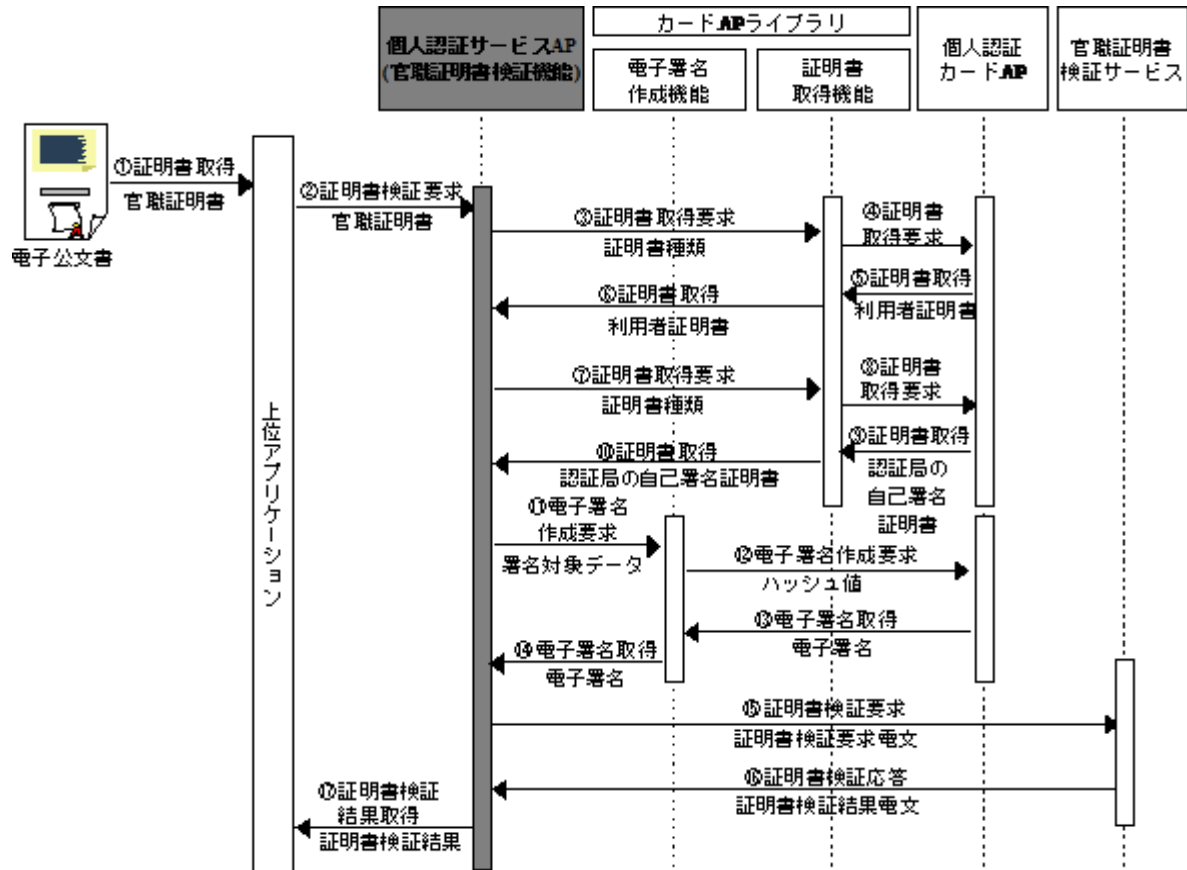 カードAPライブラリ
個人認証サービスAP
(官職証明書検証機能)
電子署名
作成機能
証明書
取得機能
個人認証
カードAP
官職証明書
検証サービス
①証明書取得
官職証明書
電子公文書
上位アプリケーション
②証明書検証要求
官職証明書
③証明書取得要求
証明書種類
④証明書
取得要求
⑤証明書取得
利用者証明書
⑥証明書取得
利用者証明書
⑦証明書取得要求
証明書種類
⑧証明書
取得要求
⑨証明書取得
認証局の
自己署名
証明書
⑩証明書取得
認証局の自己署名証明書
⑪電子署名
作成要求
署名対象データ
⑫電子署名作成要求
ハッシュ値
⑬電子署名取得
電子署名
⑭電子署名取得
電子署名
⑮証明書検証要求
証明書検証要求電文
⑯証明書検証応答
証明書検証結果電文
⑰証明書検証
結果取得
証明書検証結果